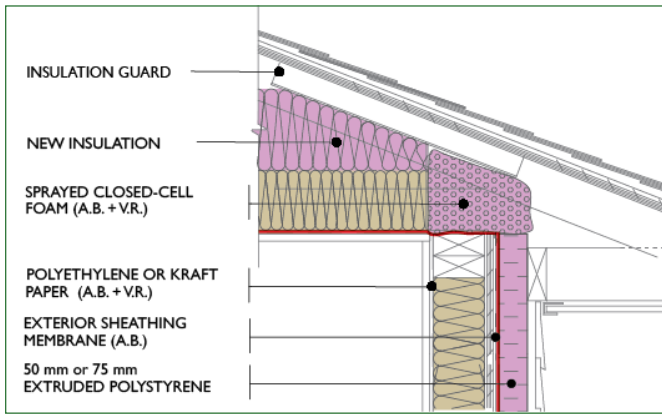 INSULATION GUARD
NEW INSULATION
SPRAYED CLOSED-CELL
FOAM (A.B. + V.R.)
POLYETHYLENE OR KRAFT
PAPER (A.B. + V.R.)
EXTERIOR SHEATHING
MEMBRANE (A.B.)
50 mm or 75 mm
EXTRUDED POLYSTYRENE